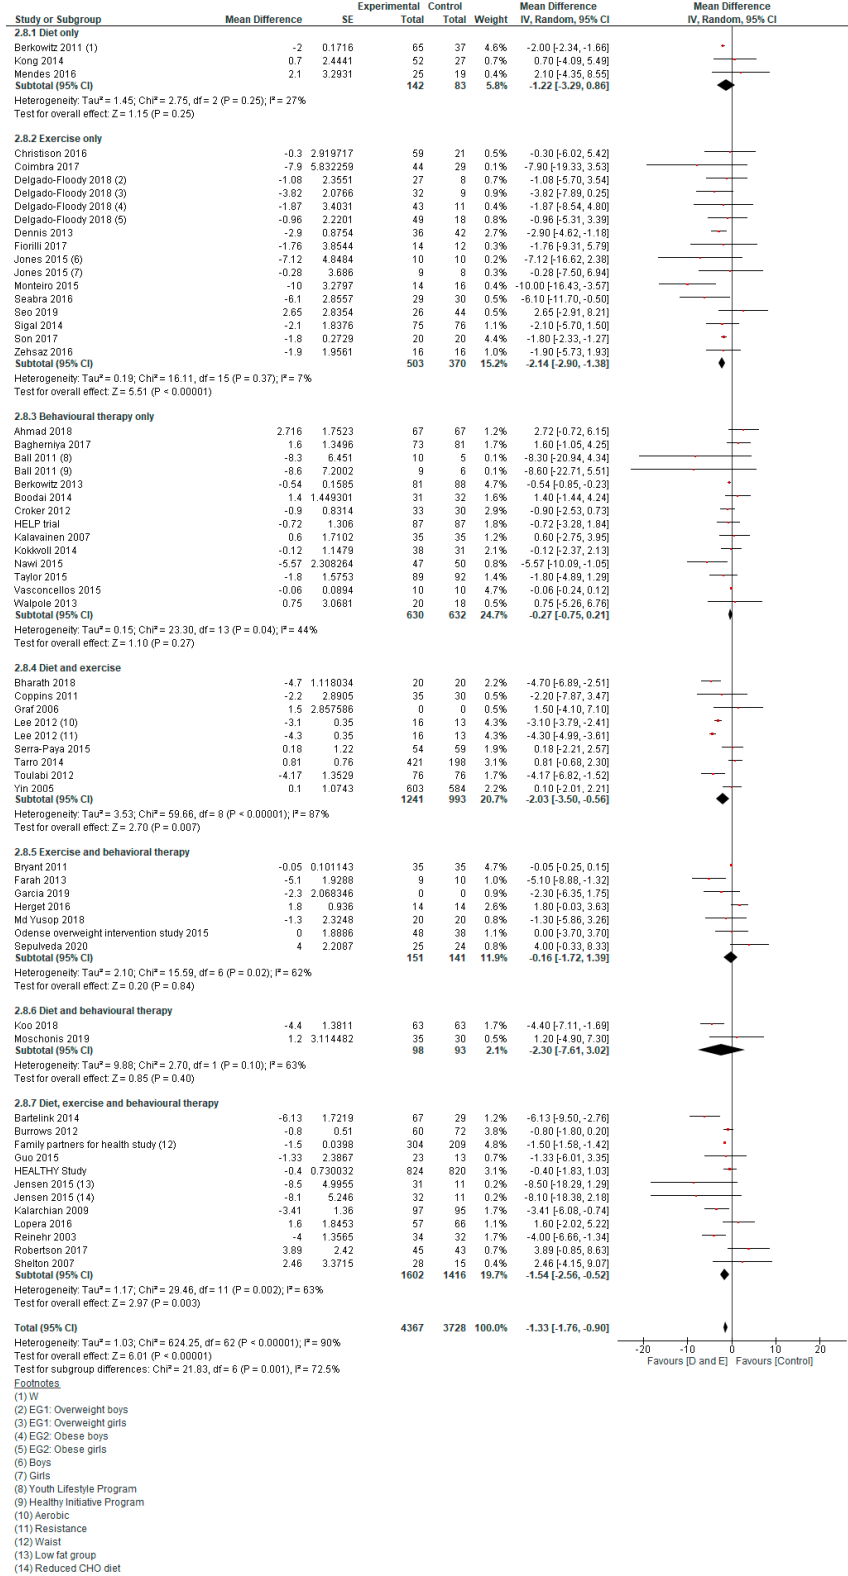 Experimental Control Mean Difference Mean Difference
Study or Subgroup Mean Difference SE Total Total Weight IV, Random, 95% CI IV, Random, 95% CI
2.8.1 Diet only
Berkowitz 2011 (1) -2 0.1716 65 37 4.6% -2.00 [-2.34, -1.66]
Kong 2014 0.7 2.4441 52 27 0.7% 0.70 [-4.09, 5.49]
Mendes 2016 2.1 3.2931 25 19 0.4% 2.10 [-4.35, 8.55]
Subtotal (95% CI) 142 83 5.8% -1.22 [-3.29, 0.86]
Heterogeneity: Tau² = 1.45; Chi² = 2.75, df = 2 (P = 0.25); I² = 27%
Test for overall effect: Z = 1.15 (P = 0.25)
2.8.2 Exercise only
Christison 2016 -0.3 2.919717 59 21 0.5% -0.30 [-6.02, 5.42]
Coimbra 2017 -7.9 5.832259 44 29 0.1% -7.90 [-19.33, 3.53]
Delgado-Floody 2018 (2) -1.08 2.3551 27 8 0.7% -1.08 [-5.70, 3.54]
Delgado-Floody 2018 (3) -3.82 2.0766 32 9 0.9% -3.82 [-7.89, 0.25]
Delgado-Floody 2018 (4) -1.87 3.4031 43 11 0.4% -1.87 [-8.54, 4.80]
Delgado-Floody 2018 (5) -0.96 2.2201 49 18 0.8% -0.96 [-5.31, 3.39]
Dennis 2013 -2.9 0.8754 36 42 2.8% -2.90 [-4.62, -1.18]
Fiorilli 2017 -1.76 3.8544 14 12 0.3% -1.76 [-9.31, 5.79]
Jones 2015 (6) -7.12 4.8484 10 10 0.2% -7.12 [-16.62, 2.38]
Jones 2015 (7) -0.28 3.686 9 8 0.4% -0.28 [-7.50, 6.94]
Monteiro 2015 -10 3.2797 14 16 0.4% -10.00 [-16.43, -3.57]
Seabra 2016 -6.1 2.8557 29 30 0.5% -6.10 [-11.70, -0.50]
Seo 2019 2.65 2.8354 26 44 0.5% 2.65 [-2.91, 8.21]
Sigal 2014 -2.1 1.8376 75 76 1.1% -2.10 [-5.70, 1.50]
Son 2017 -1.8 0.2729 20 20 4.4% -1.80 [-2.33, -1.27]
Zehsaz 2016 -1.9 1.9561 16 16 1.0% -1.90 [-5.73, 1.93]
Subtotal (95% CI) 503 370 15.2% -2.14 [-2.90, -1.38]
Heterogeneity: Tau² = 0.19; Chi² = 16.11, df = 15 (P = 0.37); I² = 7%
Test for overall effect: Z = 5.51 (P < 0.00001)
2.8.3 Behavioural therapy only
Ahmad 2018 2.716 1.7523 67 67 1.2% 2.72 [-0.72, 6.15]
Bagherniya 2017 1.6 1.3496 73 81 1.7% 1.60 [-1.05, 4.25]
Ball 2011 (8) -8.3 6.451 10 5 0.1% -8.30 [-20.94, 4.34]
Ball 2011 (9) -8.6 7.2002 9 6 0.1% -8.60 [-22.71, 5.51]
Berkowitz 2013 -0.54 0.1585 81 88 4.7% -0.54 [-0.85, -0.23]
Boodai 2014 1.4 1.449301 31 32 1.6% 1.40 [-1.44, 4.24]
Croker 2012 -0.9 0.8314 33 30 2.9% -0.90 [-2.53, 0.73]
HELP trial -0.72 1.306 87 87 1.8% -0.72 [-3.28, 1.84]
Kalavainen 2007 0.6 1.7102 35 35 1.2% 0.60 [-2.75, 3.95]
Kokkvoll 2014 -0.12 1.1479 38 31 2.1% -0.12 [-2.37, 2.13]
Nawi 2015 -5.57 2.308264 47 50 0.8% -5.57 [-10.09, -1.05]
Taylor 2015 -1.8 1.5753 89 92 1.4% -1.80 [-4.89, 1.29]
Vasconcellos 2015 -0.06 0.0894 10 10 4.7% -0.06 [-0.24, 0.12]
Walpole 2013 0.75 3.0681 20 18 0.5% 0.75 [-5.26, 6.76]
Subtotal (95% CI) 630 632 24.7% -0.27 [-0.75, 0.21]
Heterogeneity: Tau² = 0.15; Chi² = 23.30, df = 13 (P = 0.04); I² = 44%
Test for overall effect: Z = 1.10 (P = 0.27)
2.8.4 Diet and exercise
Bharath 2018 -4.7 1.118034 20 20 2.2% -4.70 [-6.89, -2.51]
Coppins 2011 -2.2 2.8905 35 30 0.5% -2.20 [-7.87, 3.47]
Graf 2006 1.5 2.857586 0 0 0.5% 1.50 [-4.10, 7.10]
Lee 2012 (10) -3.1 0.35 16 13 4.2% -3.10 [-3.79, -2.41]
Lee 2012 (11) -4.3 0.35 16 13 4.2% -4.30 [-4.99, -3.61]
Serra-Paya 2015 0.18 1.22 54 59 1.9% 0.18 [-2.21, 2.57]
Tarro 2014 0.81 0.76 421 198 3.1% 0.81 [-0.68, 2.30]
Toulabi 2012 -4.17 1.3529 76 76 1.7% -4.17 [-6.82, -1.52]
Yin 2005 0.1 1.0743 603 584 2.2% 0.10 [-2.01, 2.21]
Subtotal (95% CI) 1241 993 20.7% -2.03 [-3.50, -0.56]
Heterogeneity: Tau² = 3.53; Chi² = 59.66, df = 8 (P < 0.00001); I² = 87%
Test for overall effect: Z = 2.70 (P = 0.007)
2.8.5 Exercise and behavioral therapy
Bryant 2011 -0.05 0.101143 35 35 4.7% -0.05 [-0.25, 0.15]
Farah 2013 -5.1 1.9288 9 10 1.0% -5.10 [-8.88, -1.32]
Garcia 2019 -2.3 2.068346 0 0 0.9% -2.30 [-6.35, 1.75]
Herget 2016 1.8 0.936 14 14 2.6% 1.80 [-0.03, 3.63]
Md Yusop 2018 -1.3 2.3248 20 20 0.8% -1.30 [-5.86, 3.26]
Odense overweight intervention study 2015 0 1.8886 48 38 1.1% 0.00 [-3.70, 3.70]
Sepulveda 2020 4 2.2087 25 24 0.8% 4.00 [-0.33, 8.33]
Subtotal (95% CI) 151 141 11.9% -0.16 [-1.72, 1.39]
Heterogeneity: Tau² = 2.10; Chi² = 15.59, df = 6 (P = 0.02); I² = 62%
Test for overall effect: Z = 0.20 (P = 0.84)
2.8.6 Diet and behavioural therapy
Koo 2018 -4.4 1.3811 63 63 1.7% -4.40 [-7.11, -1.69]
Moschonis 2019 1.2 3.114482 35 30 0.5% 1.20 [-4.90, 7.30]
Subtotal (95% CI) 98 93 2.1% -2.30 [-7.61, 3.02]
Heterogeneity: Tau² = 9.88; Chi² = 2.70, df = 1 (P = 0.10); I² = 63%
Test for overall effect: Z = 0.85 (P = 0.40)
2.8.7 Diet, exercise and behavioural therapy
Bartelink 2014 -6.13 1.7219 67 29 1.2% -6.13 [-9.50, -2.76]
Burrows 2012 -0.8 0.51 60 72 3.8% -0.80 [-1.80, 0.20]
Family partners for health study (12) -1.5 0.0398 304 209 4.8% -1.50 [-1.58, -1.42]
Guo 2015 -1.33 2.3867 23 13 0.7% -1.33 [-6.01, 3.35]
HEALTHY Study -0.4 0.730032 824 820 3.1% -0.40 [-1.83, 1.03]
Jensen 2015 (13) -8.5 4.9955 31 11 0.2% -8.50 [-18.29, 1.29]
Jensen 2015 (14) -8.1 5.246 32 11 0.2% -8.10 [-18.38, 2.18]
Kalarchian 2009 -3.41 1.36 97 95 1.7% -3.41 [-6.08, -0.74]
Lopera 2016 1.6 1.8453 57 66 1.1% 1.60 [-2.02, 5.22]
Reinehr 2003 -4 1.3565 34 32 1.7% -4.00 [-6.66, -1.34]
Robertson 2017 3.89 2.42 45 43 0.7% 3.89 [-0.85, 8.63]
Shelton 2007 2.46 3.3715 28 15 0.4% 2.46 [-4.15, 9.07]
Subtotal (95% CI) 1602 1416 19.7% -1.54 [-2.56, -0.52]
Heterogeneity: Tau² = 1.17; Chi² = 29.46, df = 11 (P = 0.002); I² = 63%
Test for overall effect: Z = 2.97 (P = 0.003)
Total (95% CI) 4367 3728 100.0% -1.33 [-1.76, -0.90]
Heterogeneity: Tau² = 1.03; Chi² = 624.25, df = 62 (P < 0.00001); I² = 90%
Test for overall effect: Z = 6.01 (P < 0.00001)
Test for subgroup differences: Chi² = 21.83, df = 6 (P = 0.001), I² = 72.5%
-20 -10 0 10 20
Favours [D and E] Favours [Control]
Footnotes
(1) W
(2) EG1: Overweight boys
(3) EG1: Overweight girls
(4) EG2: Obese boys
(5) EG2: Obese girls
(6) Boys
(7) Girls
(8) Youth Lifestyle Program
(9) Healthy Initiative Program
(10) Aerobic
(11) Resistance
(12) Waist
(13) Low fat group
(14) Reduced CHO diet